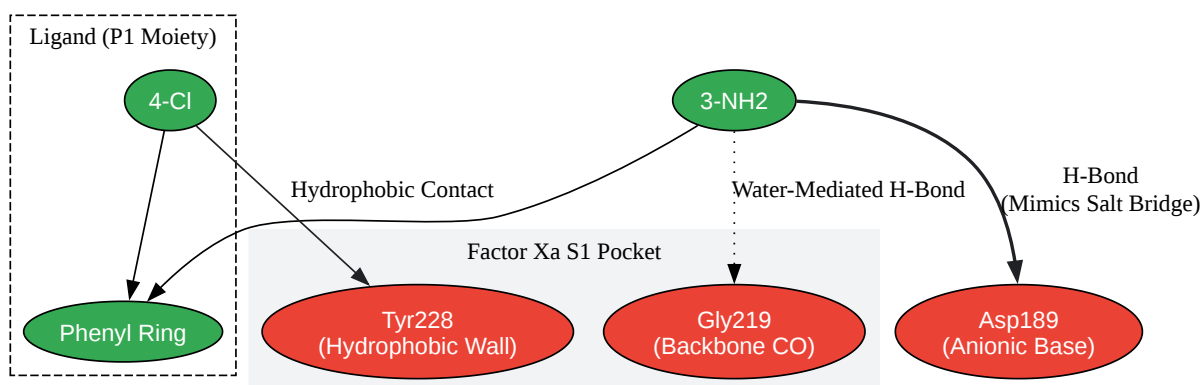 Ligand (P1 Moiety)
4-Cl
3-NH2
Hydrophobic Contact
Water-Mediated H-Bond
H-Bond
(Mimics Salt Bridge)
Factor Xa S1 Pocket
Phenyl Ring
Tyr228
(Hydrophobic Wall)
Gly219
(Backbone CO)
Asp189
(Anionic Base)